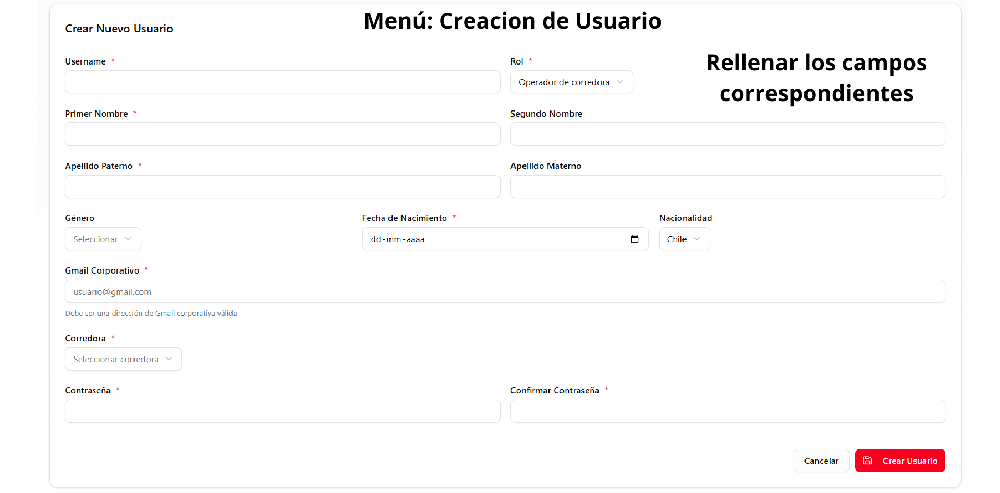 Menú: Creacion de Usuario
Crear Nuevo Usuario
Rellenar los campos
correspondientes
Username *
Rol *
Operador de corredora
Primer Nombre *
Segundo Nombre
Apellido Paterno *
Apellido Materno
Género
Seleccionar
Fecha de Nacimiento *
dd-mm-aaaa
Nacionalidad
Chile
Gmail Corporativo *
usuario@gmail.com
Debe ser una dirección de Gmail corporativa válida
Corredora *
Seleccionar corredora
Contraseña *
Confirmar Contraseña *
Cancelar
Crear Usuario